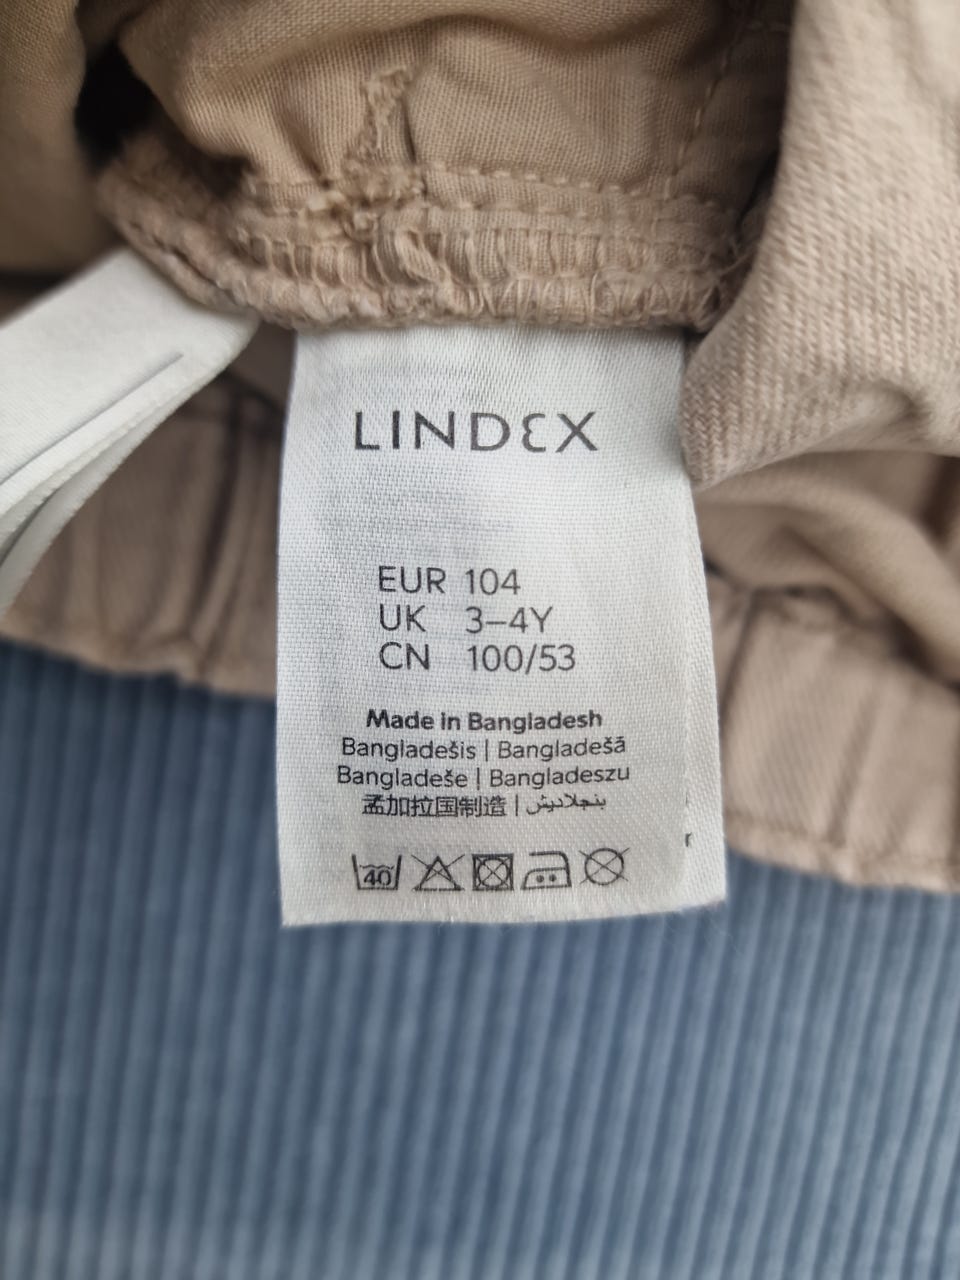 LINDEX
EUR 104
UK 3–4Y
CN 100/53
Made in Bangladesh
Bangladešis | Bangladešā
Bangladeše | Bangladeszu
孟加拉国制造 | بنجلاديش
40
r